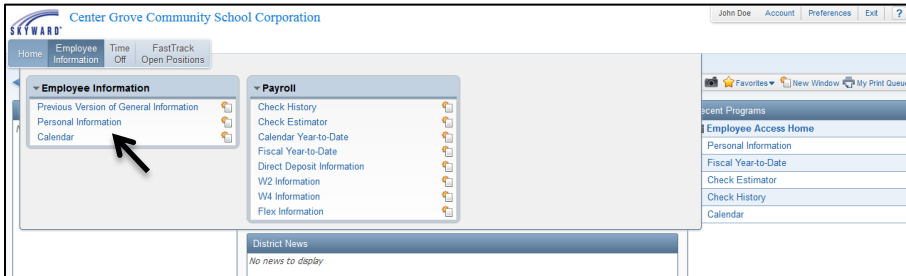 SKYWARD
Center Grove Community School Corporation
John Doe Account Preferences Exit ?
Home Employee Information Time Off FastTrack Open Positions
Favorites New Window My Print Queue
Employee Information
Previous Version of General Information
Personal Information
Calendar
Payroll
Check History
Check Estimator
Calendar Year-to-Date
Fiscal Year-to-Date
Direct Deposit Information
W2 Information
W4 Information
Flex Information
Programs
Employee Access Home
Personal Information
Fiscal Year-to-Date
Check Estimator
Check History
Calendar
District News
No news to display